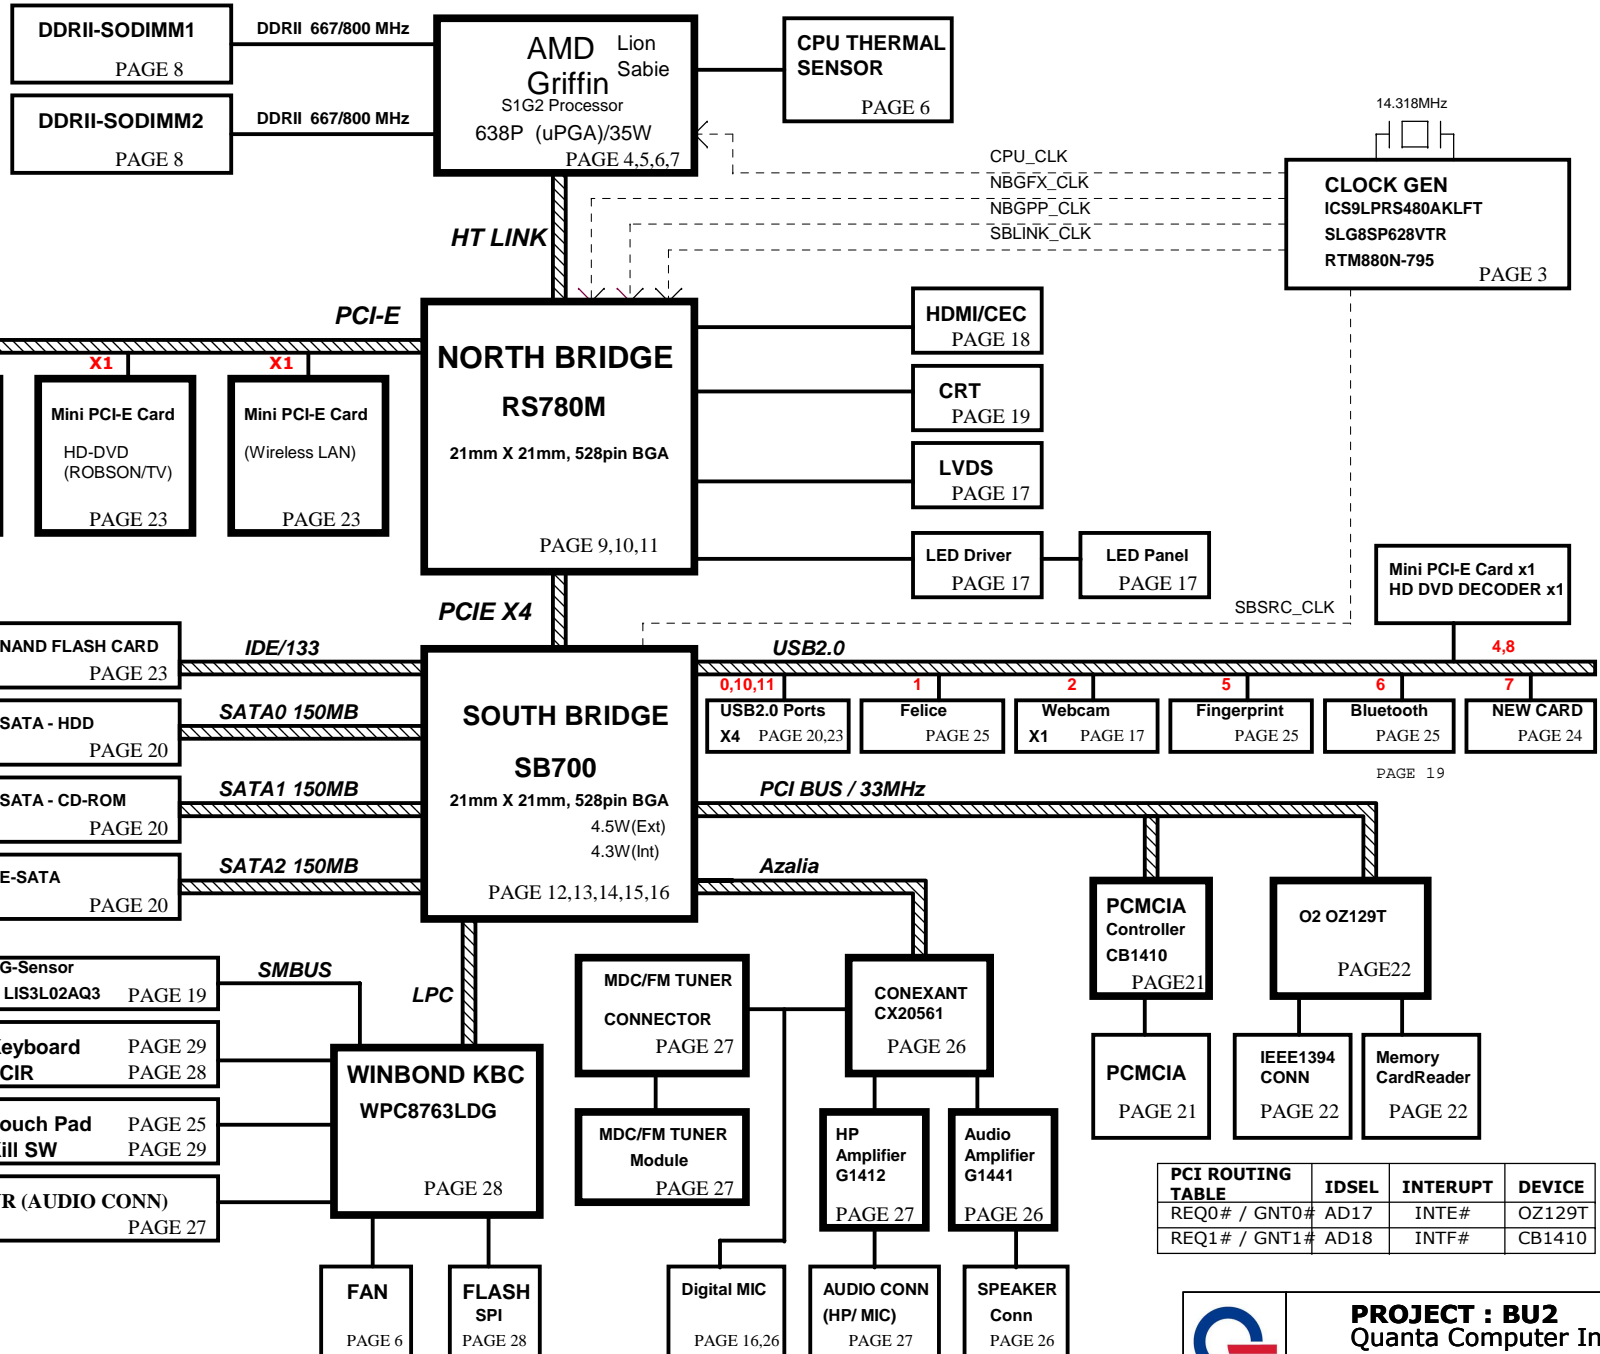 DDRII-SODIMM1
PAGE 8
DDRII 667/800 MHz
DDRII-SODIMM2
PAGE 8
DDRII 667/800 MHz
AMD Lion
Griffin Sabie
S1G2 Processor
638P (uPGA)/35W
PAGE 4,5,6,7
CPU THERMAL
SENSOR
PAGE 6
14.318MHz
CLOCK GEN
ICS9LPRS480AKLFT
SLG8SP628VTR
RTM880N-795
PAGE 3
CPU_CLK
NBGFX_CLK
NBGPP_CLK
SBLINK_CLK
HT LINK
PCI-E
X1
X1
Mini PCI-E Card
HD-DVD
(ROBSON/TV)
PAGE 23
Mini PCI-E Card
(Wireless LAN)
PAGE 23
NORTH BRIDGE
RS780M
21mm X 21mm, 528pin BGA
PAGE 9,10,11
HDMI/CEC
PAGE 18
CRT
PAGE 19
LVDS
PAGE 17
LED Driver
PAGE 17
LED Panel
PAGE 17
Mini PCI-E Card x1
HD DVD DECODER x1
SBSRC_CLK
PCIE X4
NAND FLASH CARD
PAGE 23
IDE/133
SATA - HDD
PAGE 20
SATA0 150MB
SATA - CD-ROM
PAGE 20
SATA1 150MB
E-SATA
PAGE 20
SATA2 150MB
SOUTH BRIDGE
SB700
21mm X 21mm, 528pin BGA
4.5W(Ext)
4.3W(Int)
PAGE 12,13,14,15,16
USB2.0
4,8
0,10,11
1
2
5
6
7
USB2.0 Ports
X4 PAGE 20,23
Felice
PAGE 25
Webcam
X1 PAGE 17
Fingerprint
PAGE 25
Bluetooth
PAGE 25
NEW CARD
PAGE 24
PAGE 19
PCI BUS / 33MHz
Azalia
PCMCIA
Controller
CB1410
PAGE21
O2 OZ129T
PAGE22
PCMCIA
PAGE 21
IEEE1394
CONN
PAGE 22
Memory
CardReader
PAGE 22
G-Sensor
LIS3L02AQ3 PAGE 19
SMBUS
LPC
eyboard PAGE 29
CIR PAGE 28
ouch Pad PAGE 25
ill SW PAGE 29
R (AUDIO CONN)
PAGE 27
WINBOND KBC
WPC8763LDG
PAGE 28
FAN
PAGE 6
FLASH
SPI
PAGE 28
MDC/FM TUNER
CONNECTOR
PAGE 27
MDC/FM TUNER
Module
PAGE 27
CONEXANT
CX20561
PAGE 26
HP
Amplifier
G1412
PAGE 27
Audio
Amplifier
G1441
PAGE 26
Digital MIC
PAGE 16,26
AUDIO CONN
(HP/ MIC)
PAGE 27
SPEAKER
Conn
PAGE 26
PCI ROUTING
TABLE IDSEL INTERUPT DEVICE
REQ0# / GNT0# AD17 INTE# OZ129T
REQ1# / GNT1# AD18 INTF# CB1410
PROJECT : BU2
Quanta Computer In